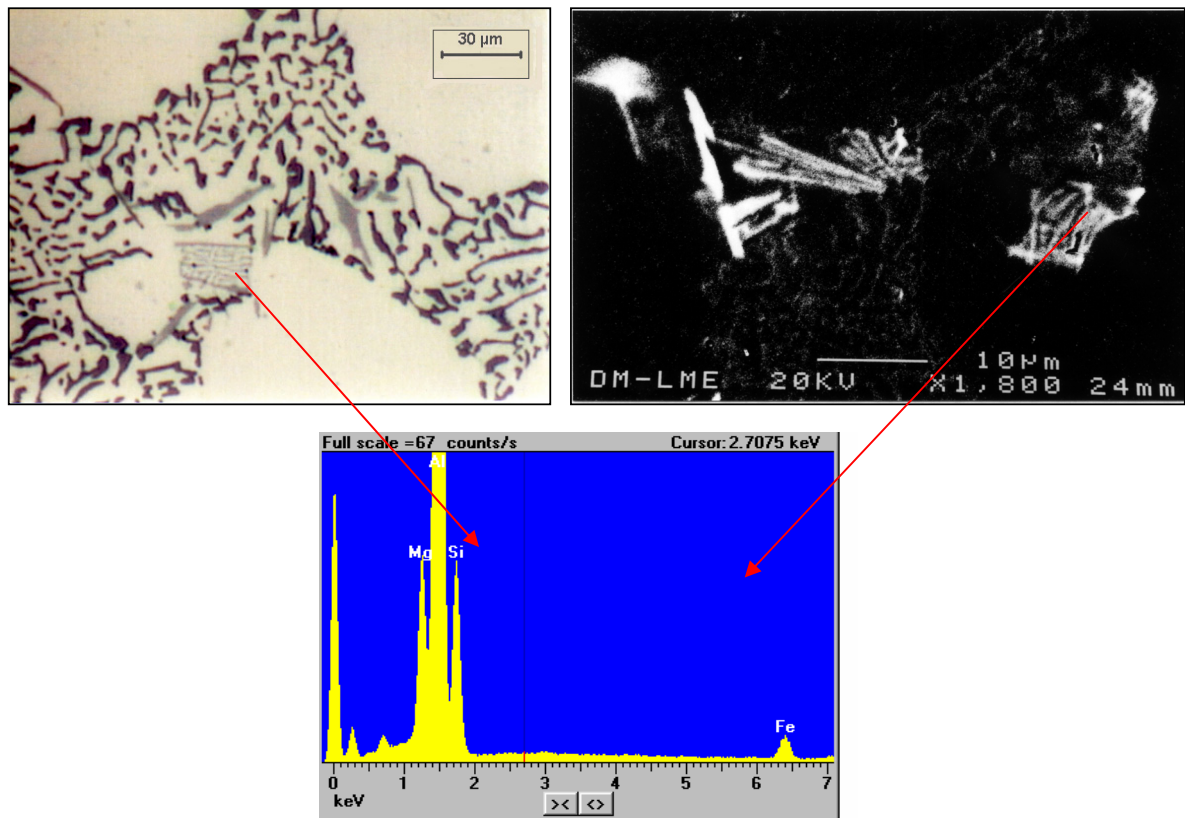 30 µm
10µm
DM-LME 20KV X1,800 24mm
Full scale =67 counts/s Cursor: 2.7075 keV
Al
Mg Si
Fe
0 1 2 3 4 5 6 7
keV >< <>